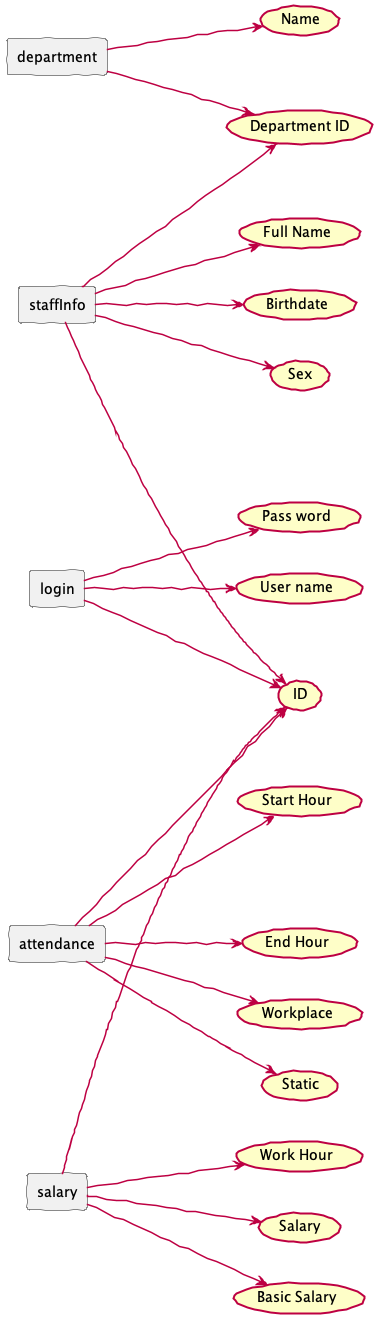 Name
department
Department ID
Full Name
staffInfo
Birthdate
Sex
Pass word
login
User name
ID
Start Hour
attendance
End Hour
Workplace
Static
Work Hour
salary
Salary
Basic Salary